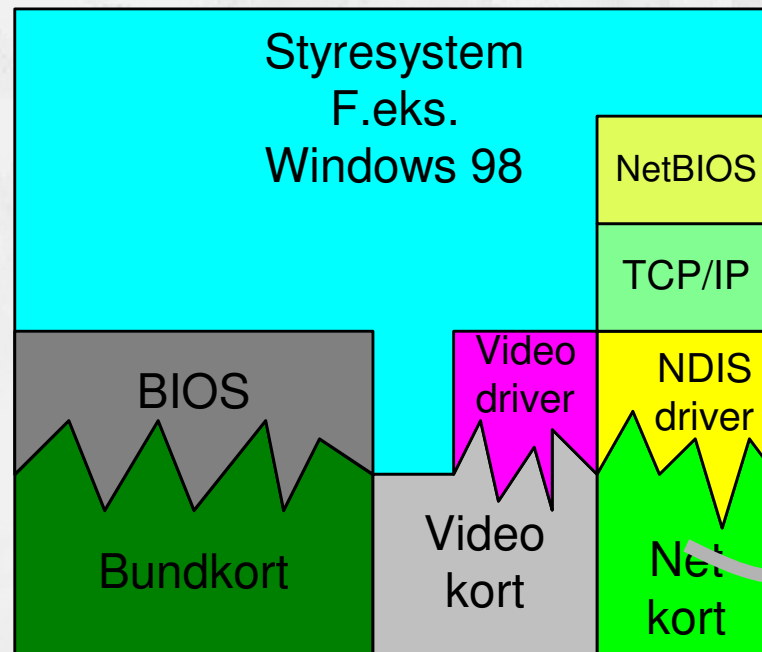 Styresystem
F.eks.
Windows 98
NetBIOS
TCP/IP
BIOS
Video
driver
NDIS
driver
Bundkort
Video
kort
Net
kort